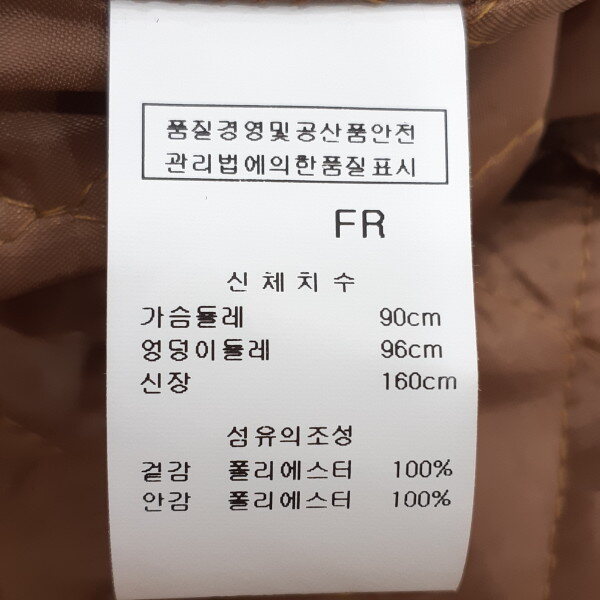 품질경영및공산품안전
관리법에의한품질표시
FR
신체치수
가슴둘레 90cm
엉덩이둘레 96cm
신장 160cm
섬유의조성
겉감 폴리에스터 100%
안감 폴리에스터 100%